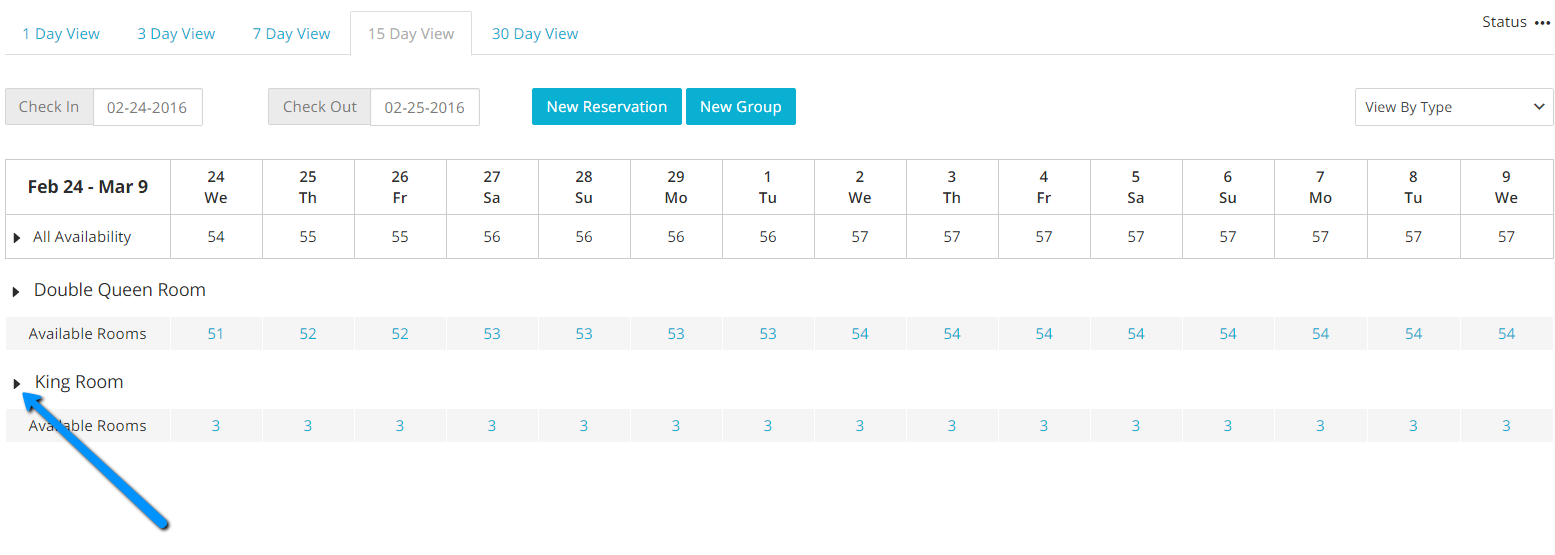 1 Day View 3 Day View 7 Day View 15 Day View 30 Day View Status •••
Check In 02-24-2016 Check Out 02-25-2016 New Reservation New Group View By Type
Feb 24 - Mar 9 24 25 26 27 28 29 1 2 3 4 5 6 7 8 9
We Th Fr Sa Su Mo Tu We Th Fr Sa Su Mo Tu We
All Availability 54 55 55 56 56 56 56 57 57 57 57 57 57 57 57
Double Queen Room
Available Rooms 51 52 52 53 53 53 53 54 54 54 54 54 54 54 54
King Room
Available Rooms 3 3 3 3 3 3 3 3 3 3 3 3 3 3 3